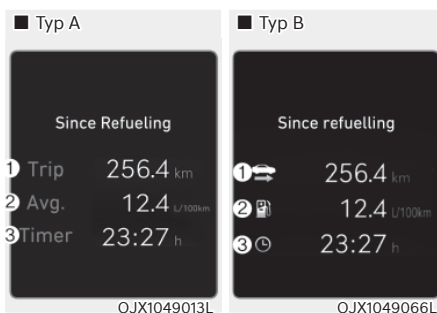 ■ Typ A
Since Refueling
① Trip 256.4 km
② Avg. 12.4 L/100km
③ Timer 23:27 h
OJX1049013L
■ Typ B
Since refuelling
① 256.4 km
② 12.4 L/100km
③ 23:27 h
OJX1049066L